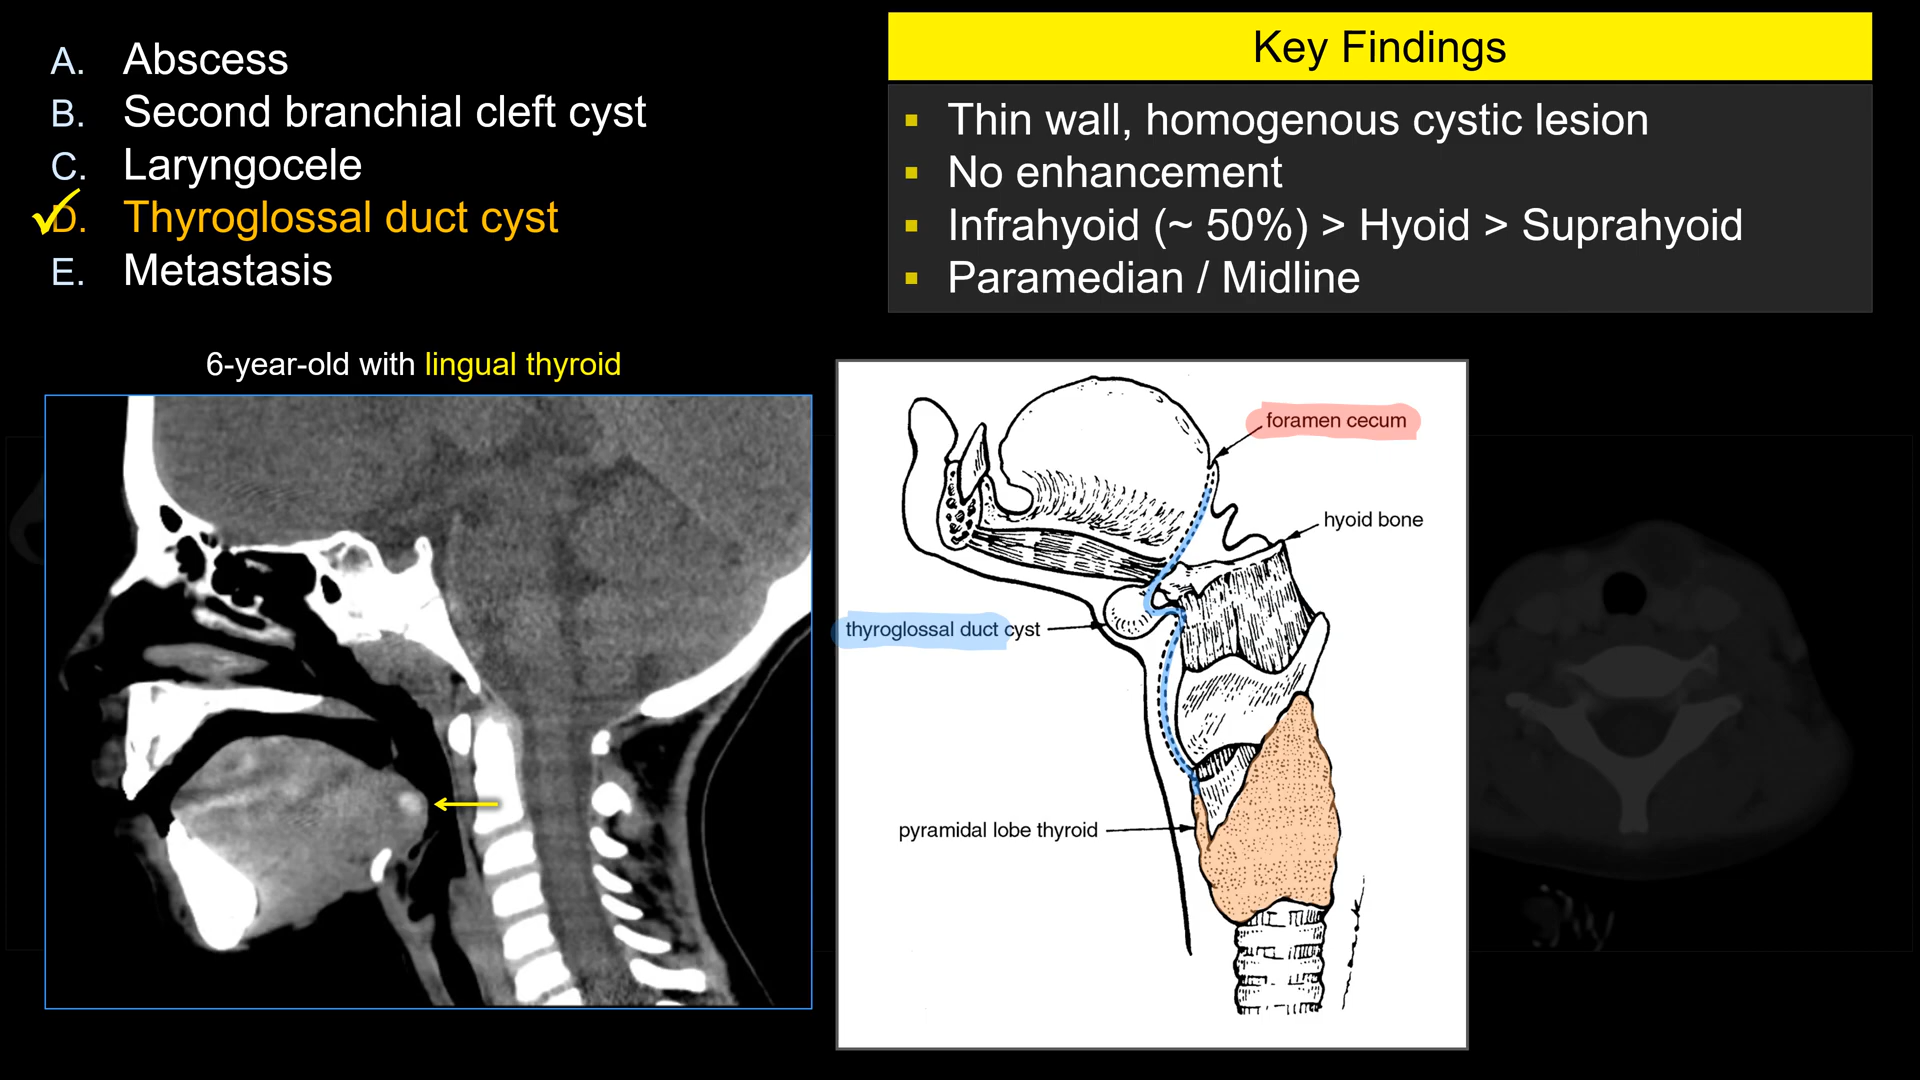 A. Abscess
B. Second branchial cleft cyst
C. Laryngocele
D. Thyroglossal duct cyst
E. Metastasis
Key Findings
▪ Thin wall, homogenous cystic lesion
▪ No enhancement
▪ Infrahyoid (~ 50%) > Hyoid > Suprahyoid
▪ Paramedian / Midline
6-year-old with lingual thyroid
foramen cecum
hyoid bone
thyroglossal duct cyst
pyramidal lobe thyroid